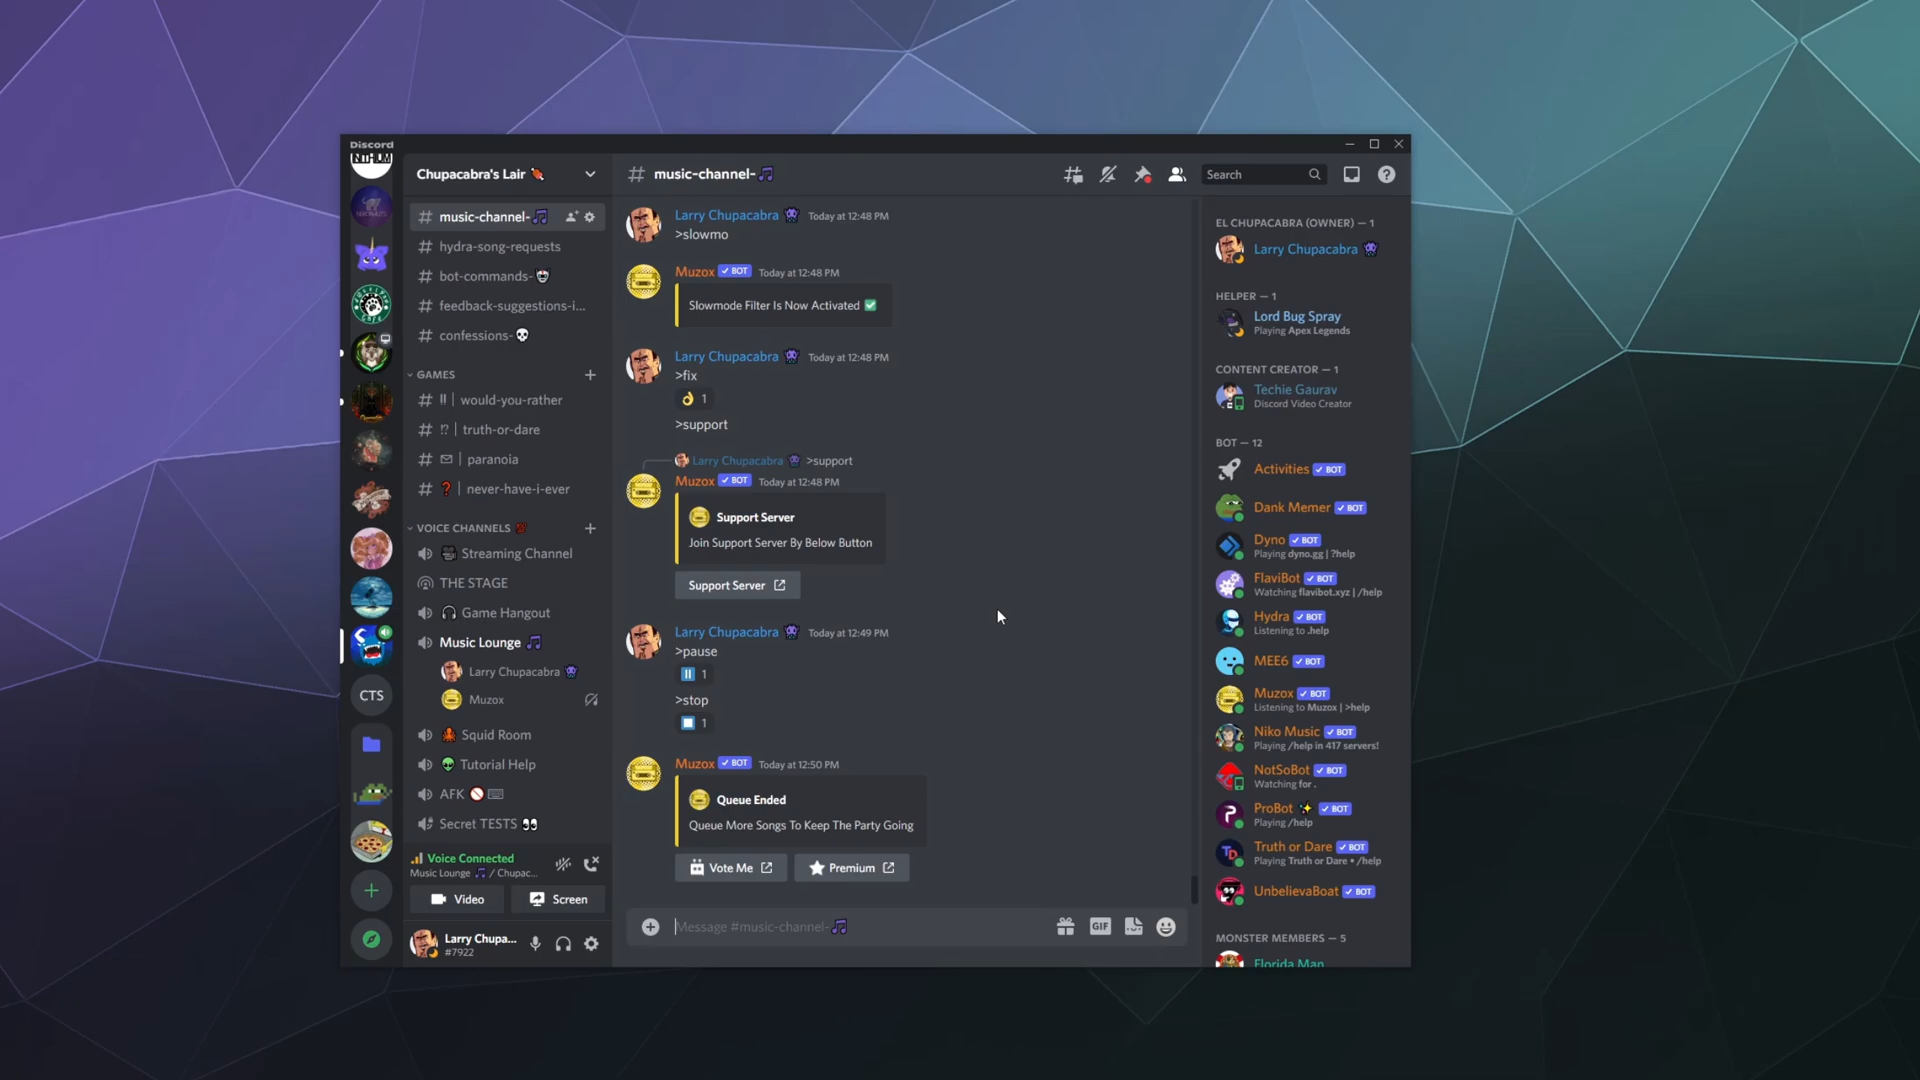 Discord
Chupacabra's Lair
music-channel-
hydra-song-requests
bot-commands-
feedback-suggestions-i...
confessions-
GAMES
would-you-rather
truth-or-dare
paranoia
never-have-i-ever
VOICE CHANNELS
Streaming Channel
THE STAGE
Game Hangout
Music Lounge
Larry Chupacabra
Muzox
Squid Room
Tutorial Help
AFK
Secret TESTS
CTS
Voice Connected
Music Lounge / Chupac...
Video
Screen
Larry Chupa...
#7922
# music-channel-
Search
Larry Chupacabra Today at 12:48 PM
>slowmo
Muzox BOT Today at 12:48 PM
Slowmode Filter Is Now Activated
Larry Chupacabra Today at 12:48 PM
>fix
1
>support
Larry Chupacabra >support
Muzox BOT Today at 12:48 PM
Support Server
Join Support Server By Below Button
Support Server
Larry Chupacabra Today at 12:49 PM
>pause
1
>stop
1
Muzox BOT Today at 12:50 PM
Queue Ended
Queue More Songs To Keep The Party Going
Vote Me
Premium
Message #music-channel-
GIF
EL CHUPACABRA (OWNER) — 1
Larry Chupacabra
HELPER — 1
Lord Bug Spray
Playing Apex Legends
CONTENT CREATOR — 1
Techie Gaurav
Discord Video Creator
BOT — 12
Activities BOT
Dank Memer BOT
Dyno BOT
Playing dyno.gg | ?help
FlaviBot BOT
Watching flavibot.xyz | /help
Hydra BOT
Listening to .help
MEE6 BOT
Muzox BOT
Listening to Muzox | >help
Niko Music BOT
Playing /help in 417 servers!
NotSoBot BOT
Watching for .
ProBot BOT
Playing /help
Truth or Dare BOT
Playing Truth or Dare • /help
UnbelievaBoat BOT
MONSTER MEMBERS — 5
Florida Man